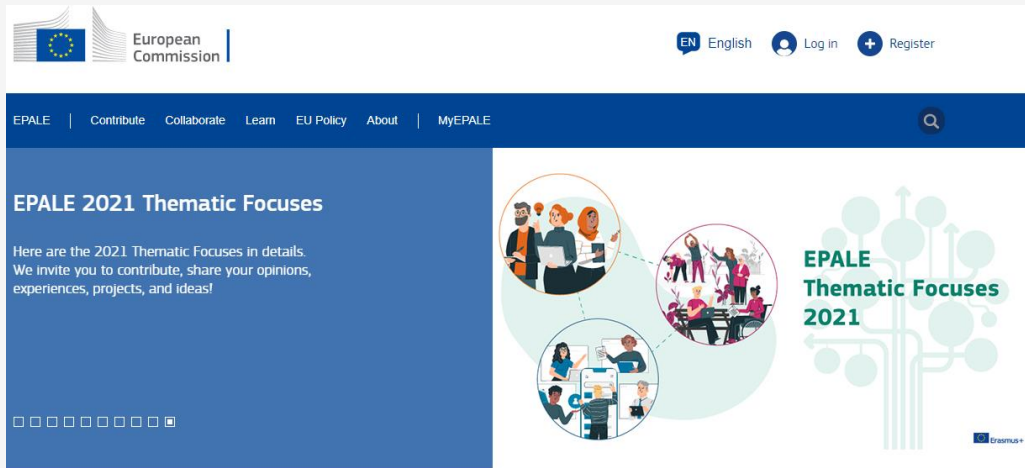 European
Commission
EN English Log in Register
EPALE Contribute Collaborate Learn EU Policy About MyEPALE
EPALE 2021 Thematic Focuses
Here are the 2021 Thematic Focuses in details.
We invite you to contribute, share your opinions,
experiences, projects, and ideas!
EPALE
Thematic Focuses
2021
Erasmus+